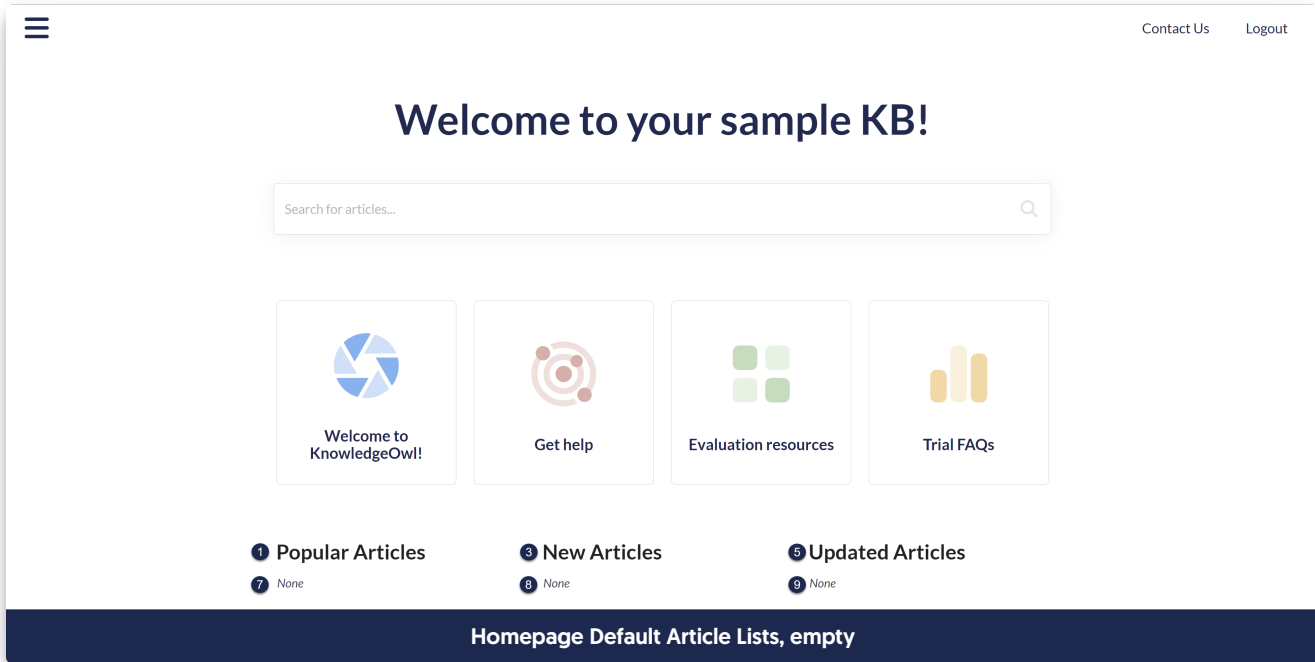 Contact Us Logout
Welcome to your sample KB!
Search for articles...
Welcome to
KnowledgeOwl!
Get help
Evaluation resources
Trial FAQs
1 Popular Articles 3 New Articles 5 Updated Articles
7 None 8 None 9 None
Homepage Default Article Lists, empty